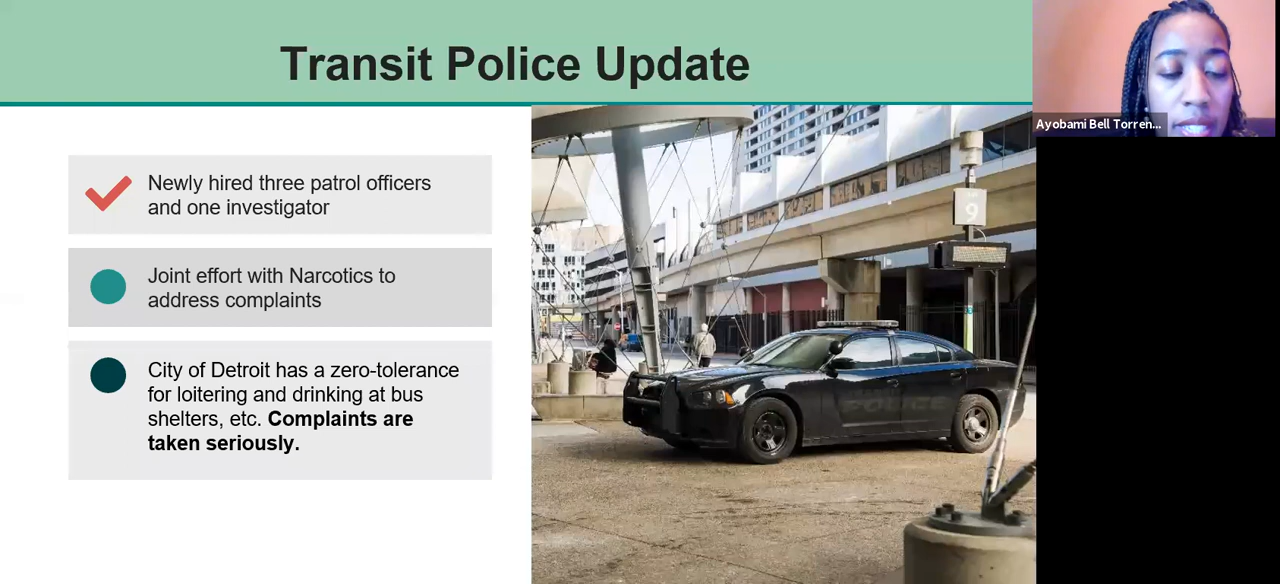 Transit Police Update
Ayobami Bell Torren...
Newly hired three patrol officers
and one investigator
Joint effort with Narcotics to
address complaints
City of Detroit has a zero-tolerance
for loitering and drinking at bus
shelters, etc. Complaints are
taken seriously.
9
POLICE